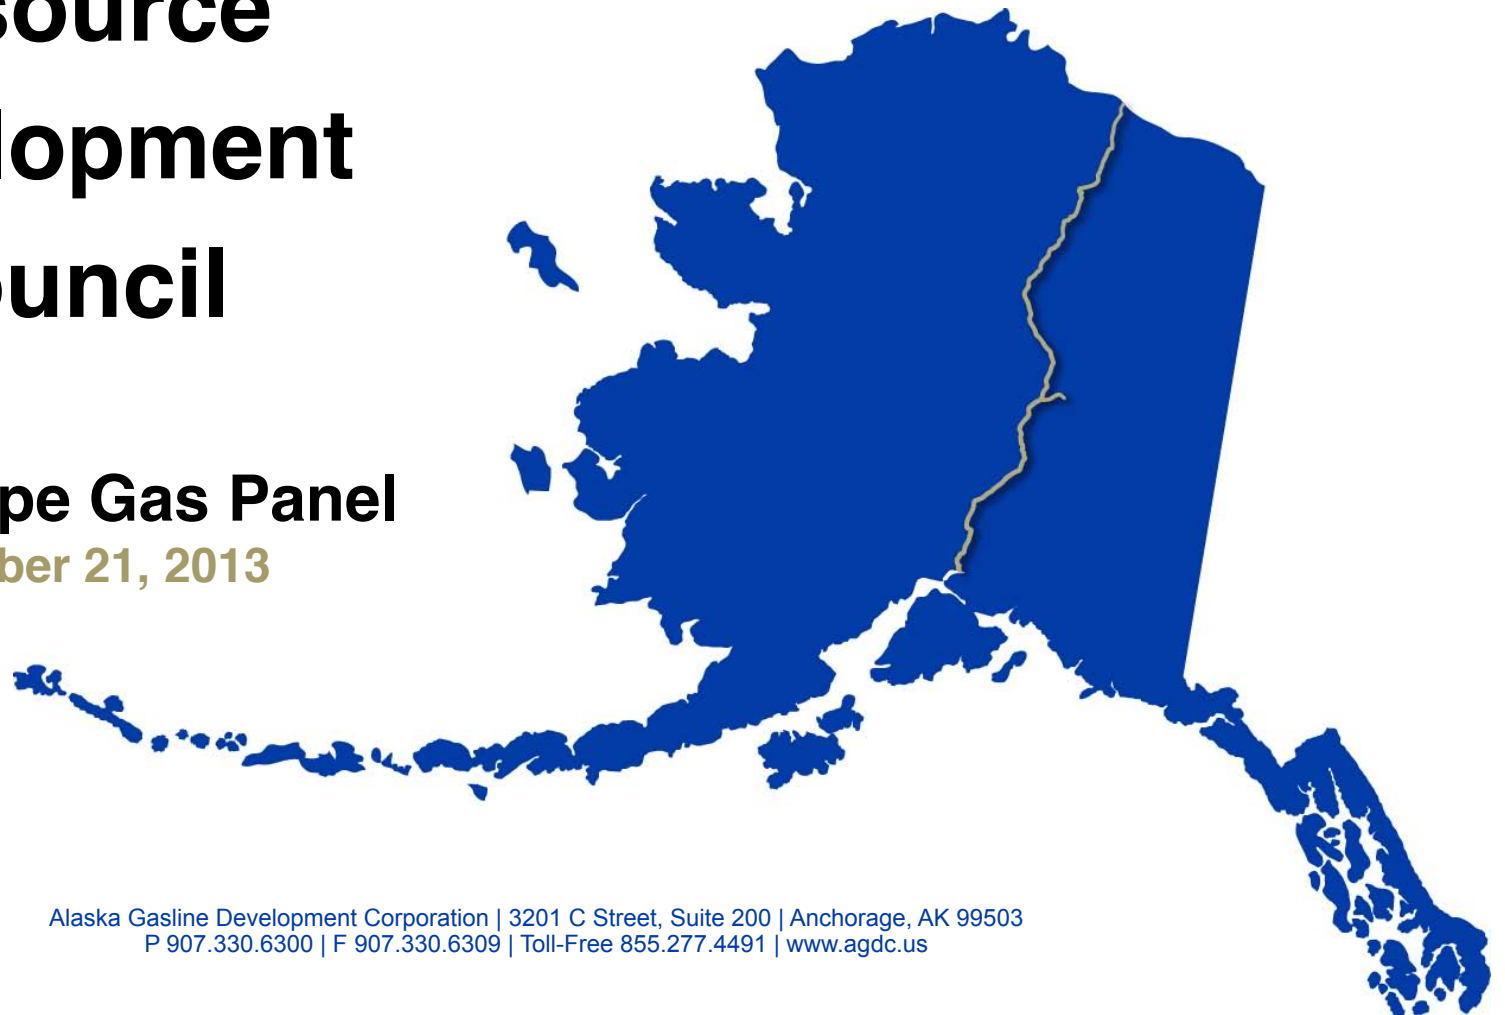 source
lopment
uncil
pe Gas Panel
ber 21, 2013
Alaska Gasline Development Corporation | 3201 C Street, Suite 200 | Anchorage, AK 99503
P 907.330.6300 | F 907.330.6309 | Toll-Free 855.277.4491 | www.agdc.us